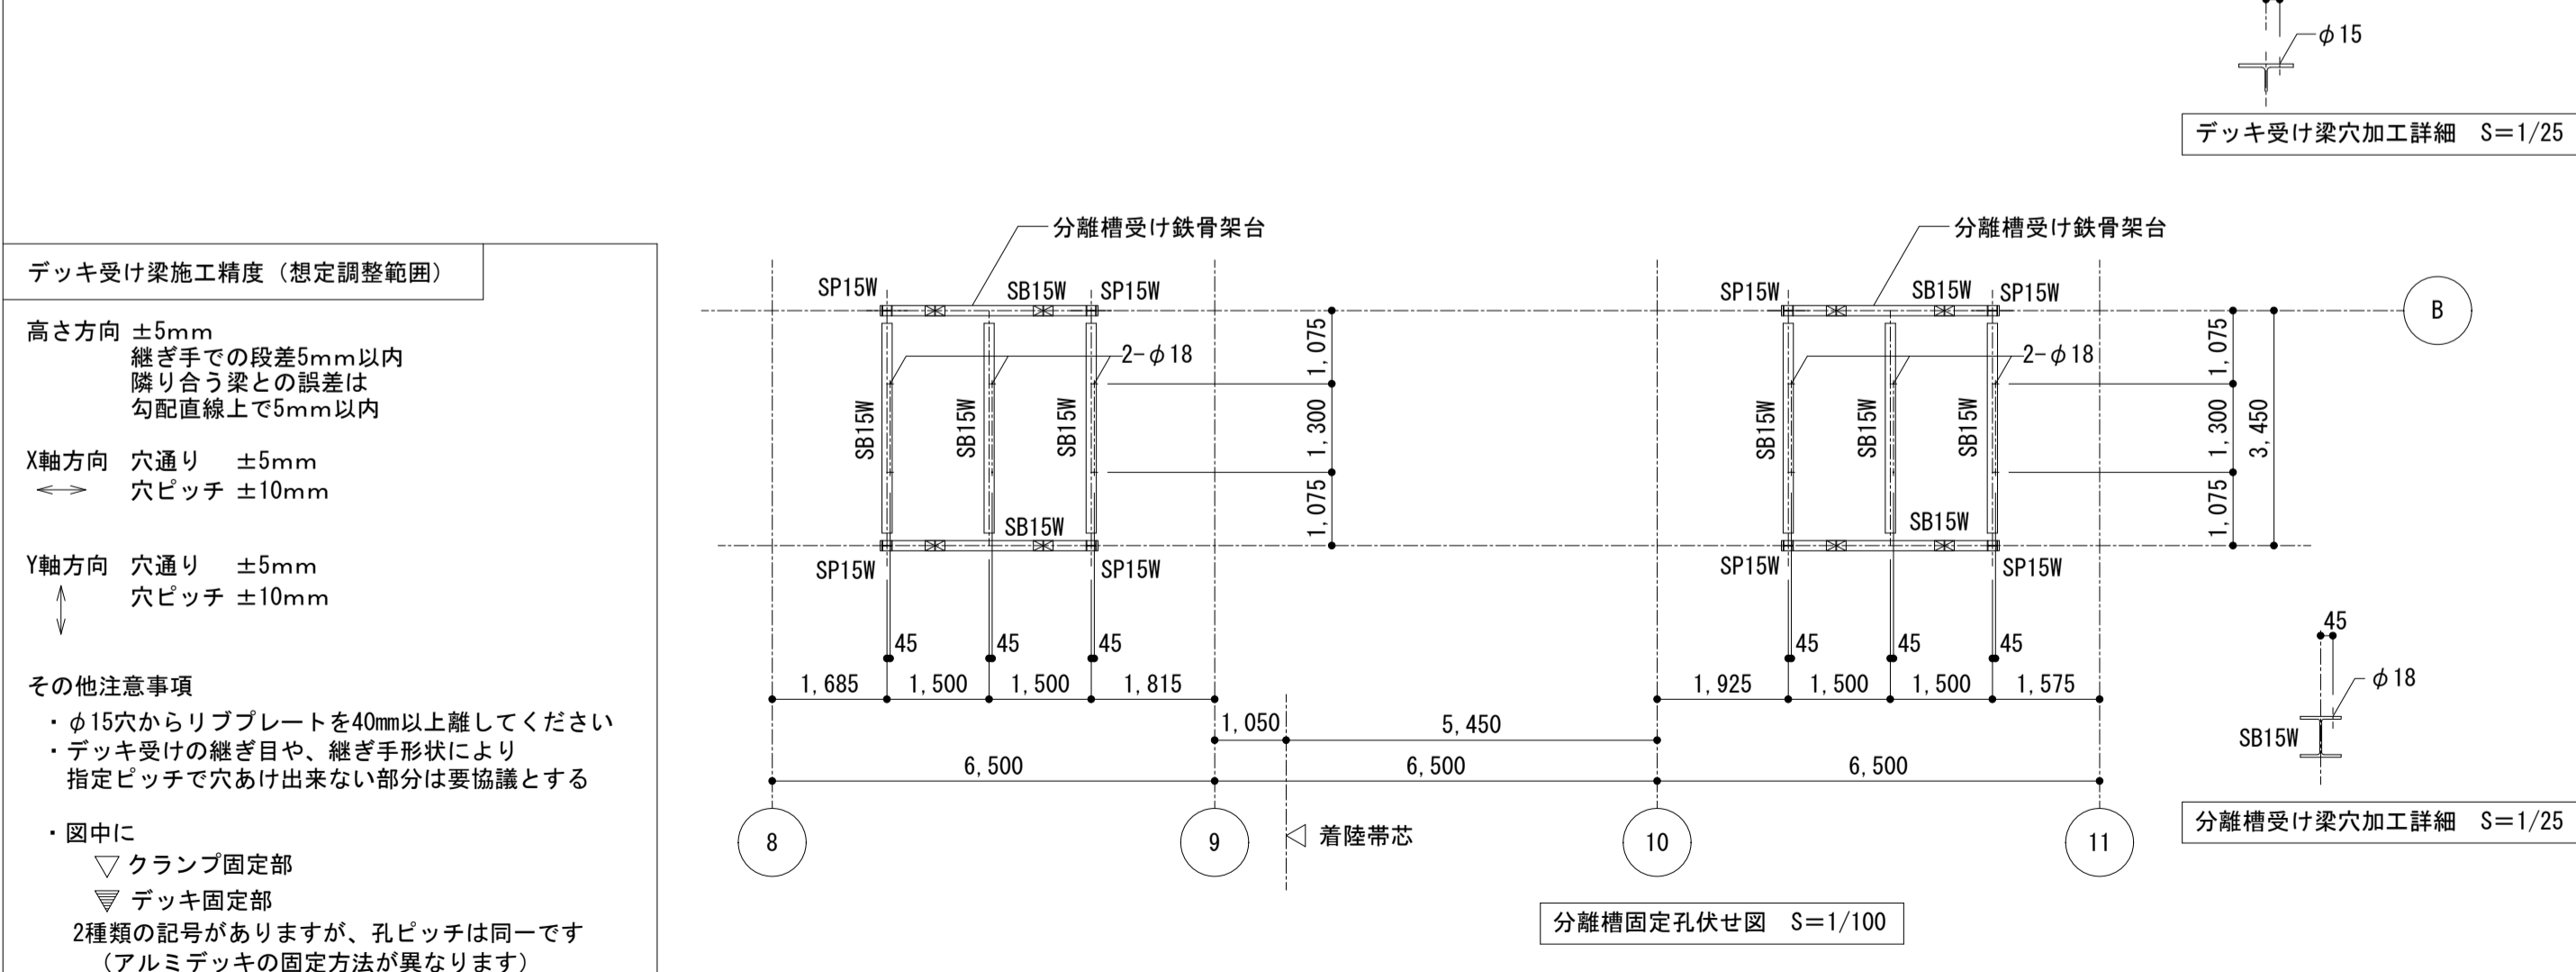 φ15
デッキ受け梁穴加工詳細 S=1/25
デッキ受け梁施工精度（想定調整範囲）
高さ方向 ±5mm
継ぎ手での段差5mm以内
隣り合う梁との誤差は
勾配直線上で5mm以内
X軸方向 穴通り ±5mm
穴ピッチ ±10mm
Y軸方向 穴通り ±5mm
穴ピッチ ±10mm
その他注意事項
・φ15穴からリブプレートを40mm以上離してください
・デッキ受けの継ぎ目や、継ぎ手形状により
指定ピッチで穴あけ出来ない部分は要協議とする
・図中に
▽ クランプ固定部
デッキ固定部
2種類の記号がありますが、孔ピッチは同一です
（アルミデッキの固定方法が異なります）
分離槽受け鉄骨架台
SP15W
SB15W
SP15W
2-φ18
SB15W
SB15W
SB15W
1,075
1,300
1,075
SB15W
SP15W
SP15W
45
45
45
1,685
1,500
1,500
1,815
分離槽受け鉄骨架台
SP15W
SB15W
SP15W
B
2-φ18
SB15W
SB15W
SB15W
1,075
1,300
1,075
3,450
SB15W
SP15W
SP15W
45
45
45
1,925
1,500
1,500
1,575
1,050
5,450
6,500
6,500
6,500
8
9
着陸帯芯
10
11
分離槽固定孔伏せ図 S=1/100
45
φ18
SB15W
分離槽受け梁穴加工詳細 S=1/25